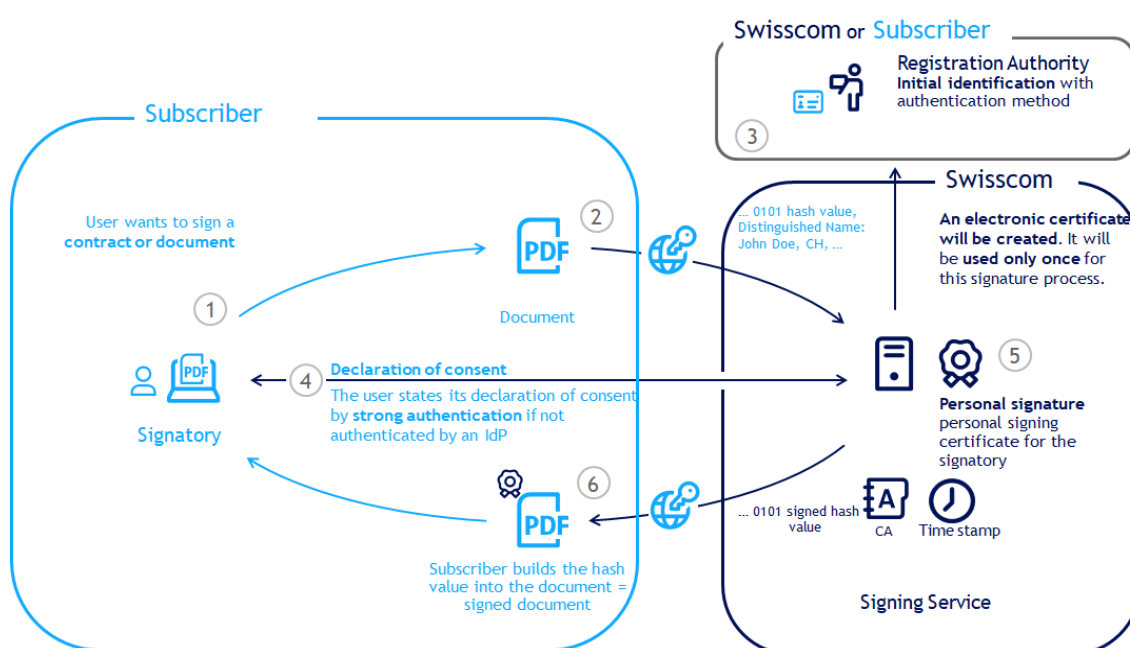 Swisscom or Subscriber
Registration Authority
Initial identification with
authentication method
3
Subscriber
Swisscom
User wants to sign a
contract or document
2
PDF
... 0101 hash value,
Distinguished Name:
John Doe, CH, ...
An electronic certificate
will be created. It will
be used only once for
this signature process.
1
Document
PDF
Signatory
4
Declaration of consent
The user states its declaration of consent
by strong authentication if not
authenticated by an IdP
5
Personal signature
personal signing
certificate for the
signatory
6
PDF
... 0101 signed hash
value
A
CA
Time stamp
Subscriber builds the hash
value into the document =
signed document
Signing Service